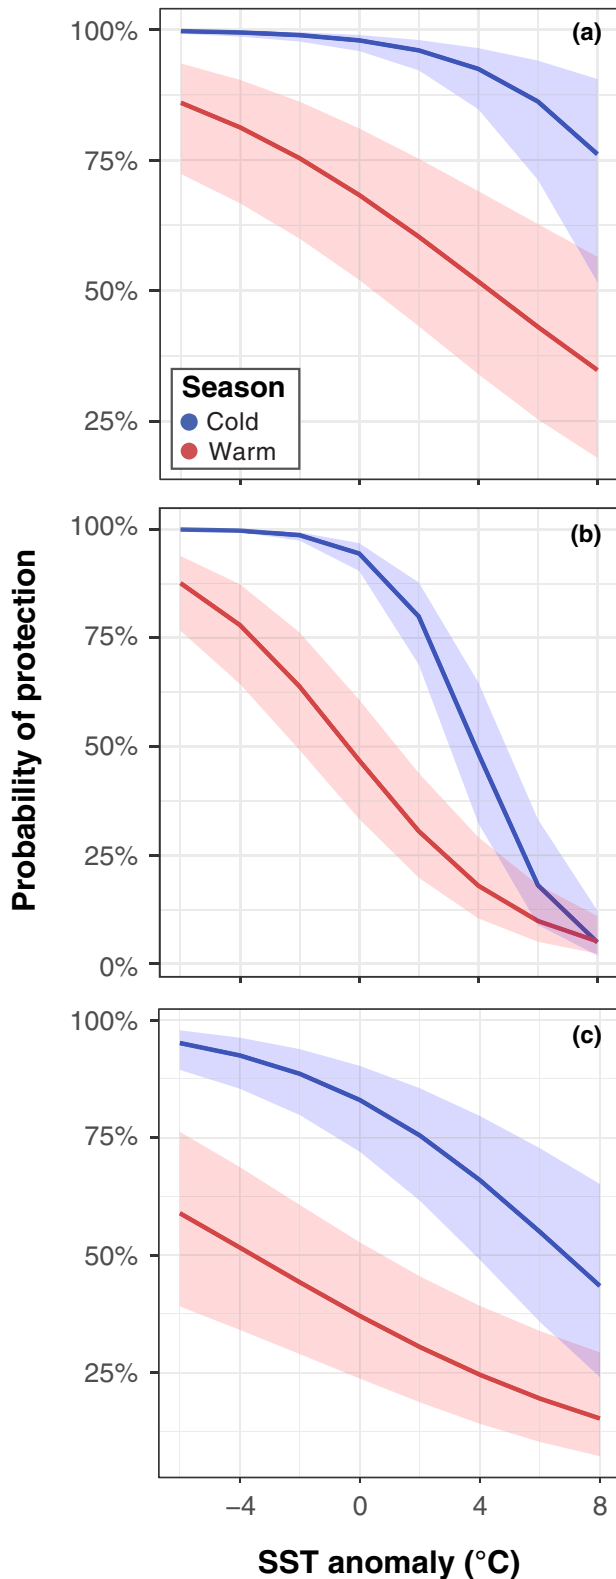 100%
(a)
75%
50%
25%
Season
Cold
Warm
100%
(b)
75%
50%
25%
0%
Probability of protection
100%
(c)
75%
50%
25%
−4 0 4 8
SST anomaly (°C)